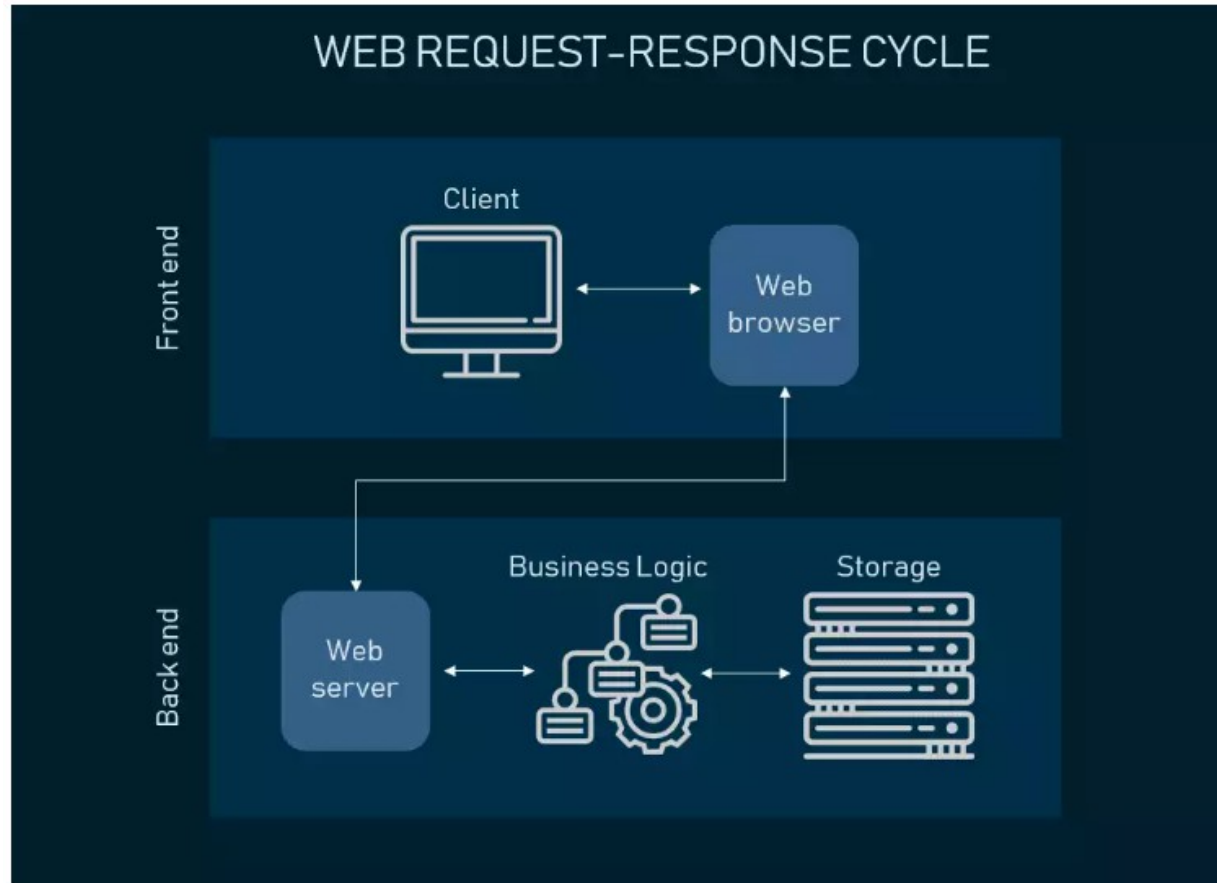 WEB REQUEST-RESPONSE CYCLE
Front end
Client
Web
browser
Back end
Web
server
Business Logic
Storage